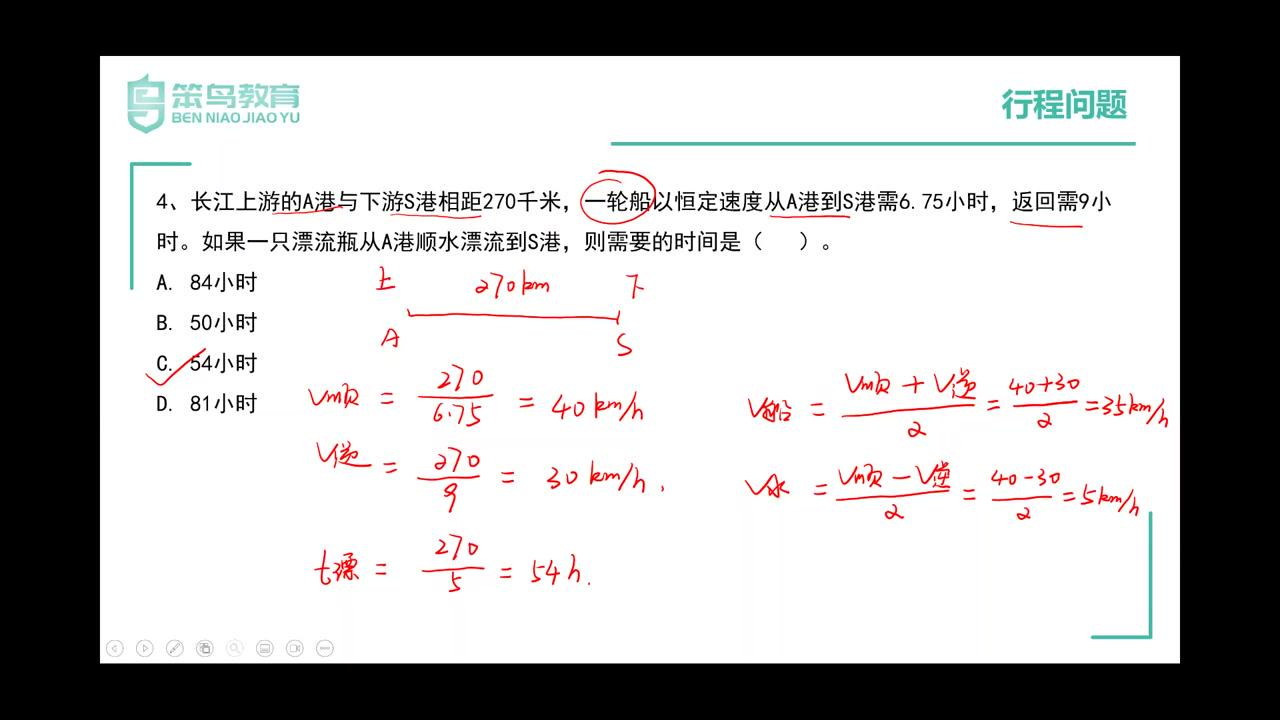 笨鸟教育
BEN NIAO JIAO YU
行程问题
4、长江上游的A港与下游S港相距270千米，一轮船以恒定速度从A港到S港需6.75小时，返回需9小
时。如果一只漂流瓶从A港顺水漂流到S港，则需要的时间是（ ）。
A. 84小时
B. 50小时
C. 54小时
D. 81小时
上 270km 下
A S
V顺 = 270/6.75 = 40km/h
V逆 = 270/9 = 30km/h.
t漂 = 270/5 = 54h.
V船 = V顺+V逆/2 = 40+30/2 = 35km/h
V水 = V顺-V逆/2 = 40-30/2 = 5km/h